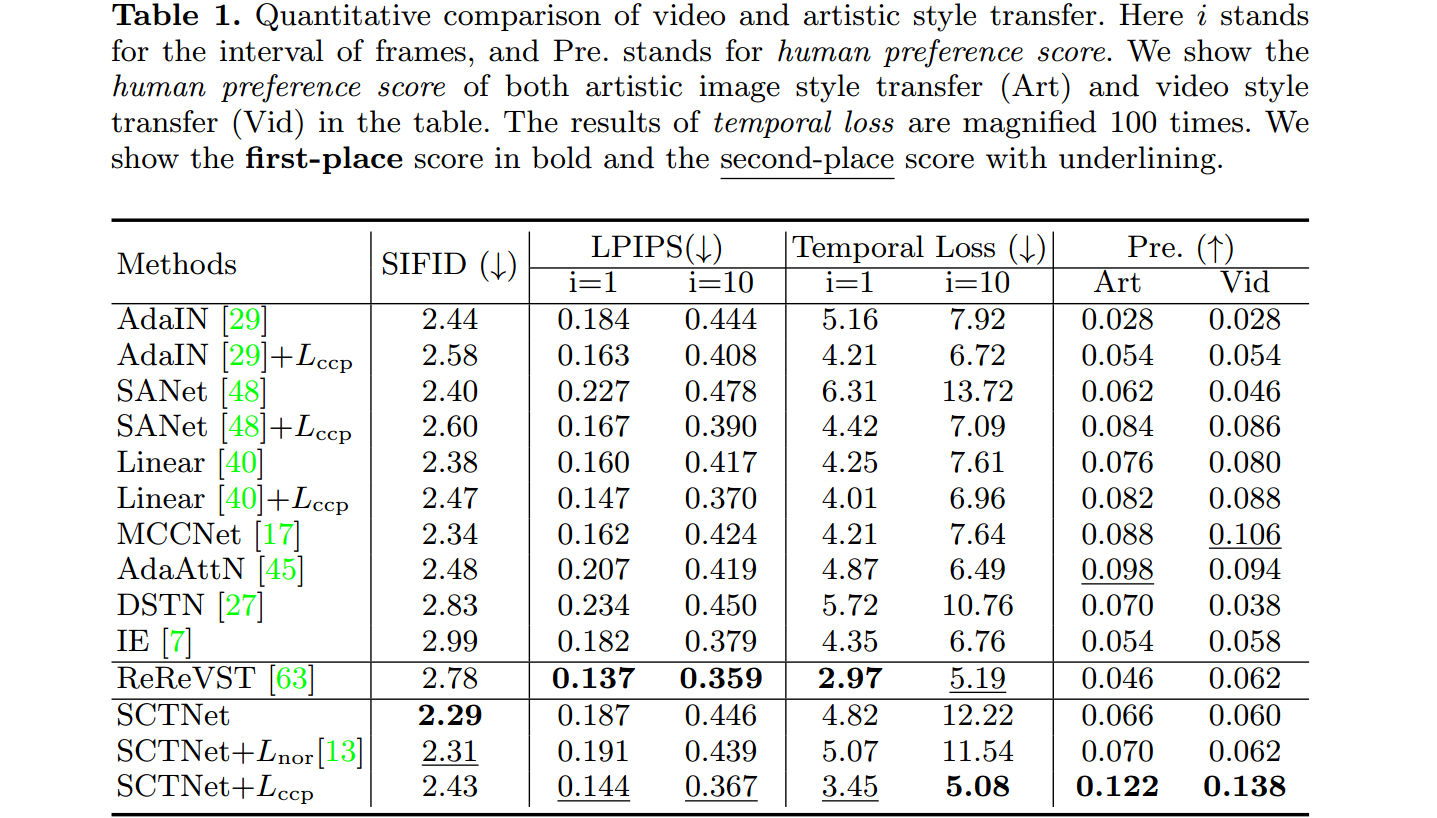 Table 1. Quantitative comparison of video and artistic style transfer. Here i stands
for the interval of frames, and Pre. stands for human preference score. We show the
human preference score of both artistic image style transfer (Art) and video style
transfer (Vid) in the table. The results of temporal loss are magnified 100 times. We
show the first-place score in bold and the second-place score with underlining.
Methods SIFID (↓) LPIPS(↓) Temporal Loss (↓) Pre. (↑)
i=1 i=10 i=1 i=10 Art Vid
AdaIN [29] 2.44 0.184 0.444 5.16 7.92 0.028 0.028
AdaIN [29]+Lccp 2.58 0.163 0.408 4.21 6.72 0.054 0.054
SANet [48] 2.40 0.227 0.478 6.31 13.72 0.062 0.046
SANet [48]+Lccp 2.60 0.167 0.390 4.42 7.09 0.084 0.086
Linear [40] 2.38 0.160 0.417 4.25 7.61 0.076 0.080
Linear [40]+Lccp 2.47 0.147 0.370 4.01 6.96 0.082 0.088
MCCNet [17] 2.34 0.162 0.424 4.21 7.64 0.088 0.106
AdaAttN [45] 2.48 0.207 0.419 4.87 6.49 0.098 0.094
DSTN [27] 2.83 0.234 0.450 5.72 10.76 0.070 0.038
IE [7] 2.99 0.182 0.379 4.35 6.76 0.054 0.058
ReReVST [63] 2.78 0.137 0.359 2.97 5.19 0.046 0.062
SCTNet 2.29 0.187 0.446 4.82 12.22 0.066 0.060
SCTNet+Lnor[13] 2.31 0.191 0.439 5.07 11.54 0.070 0.062
SCTNet+Lccp 2.43 0.144 0.367 3.45 5.08 0.122 0.138